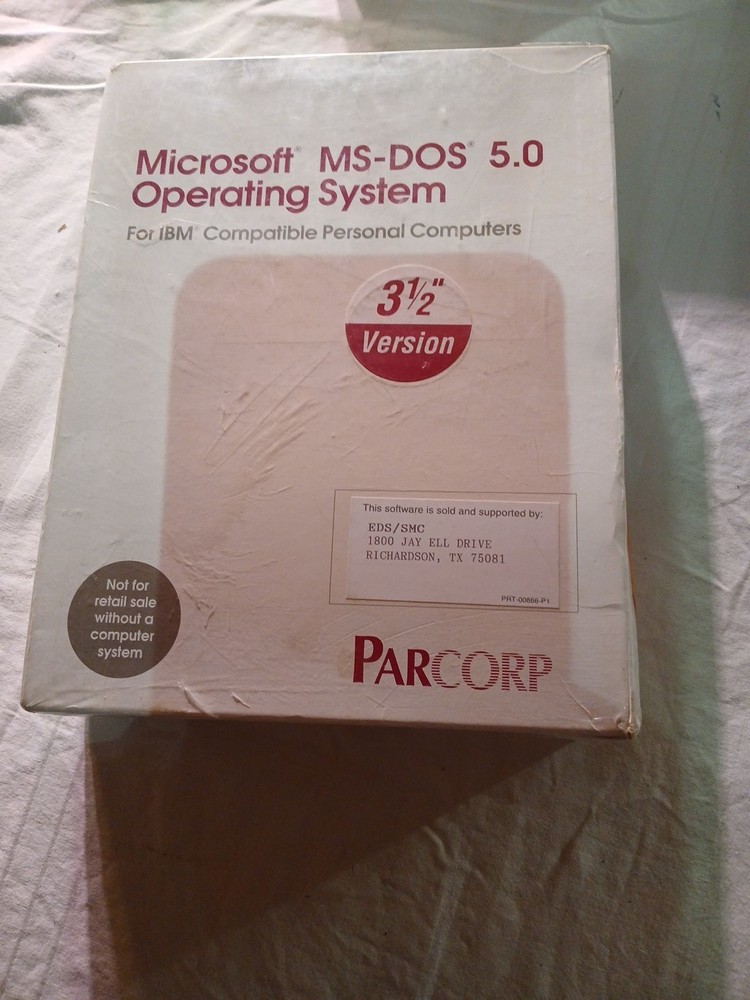 Microsoft® MS-DOS® 5.0
Operating System
For IBM® Compatible Personal Computers
3½"
Version
This software is sold and supported by:
EDS/SMC
1800 JAY ELL DRIVE
RICHARDSON, TX 75081
PRT-00866-P1
Not for
retail sale
without a
computer
system
PARCORP